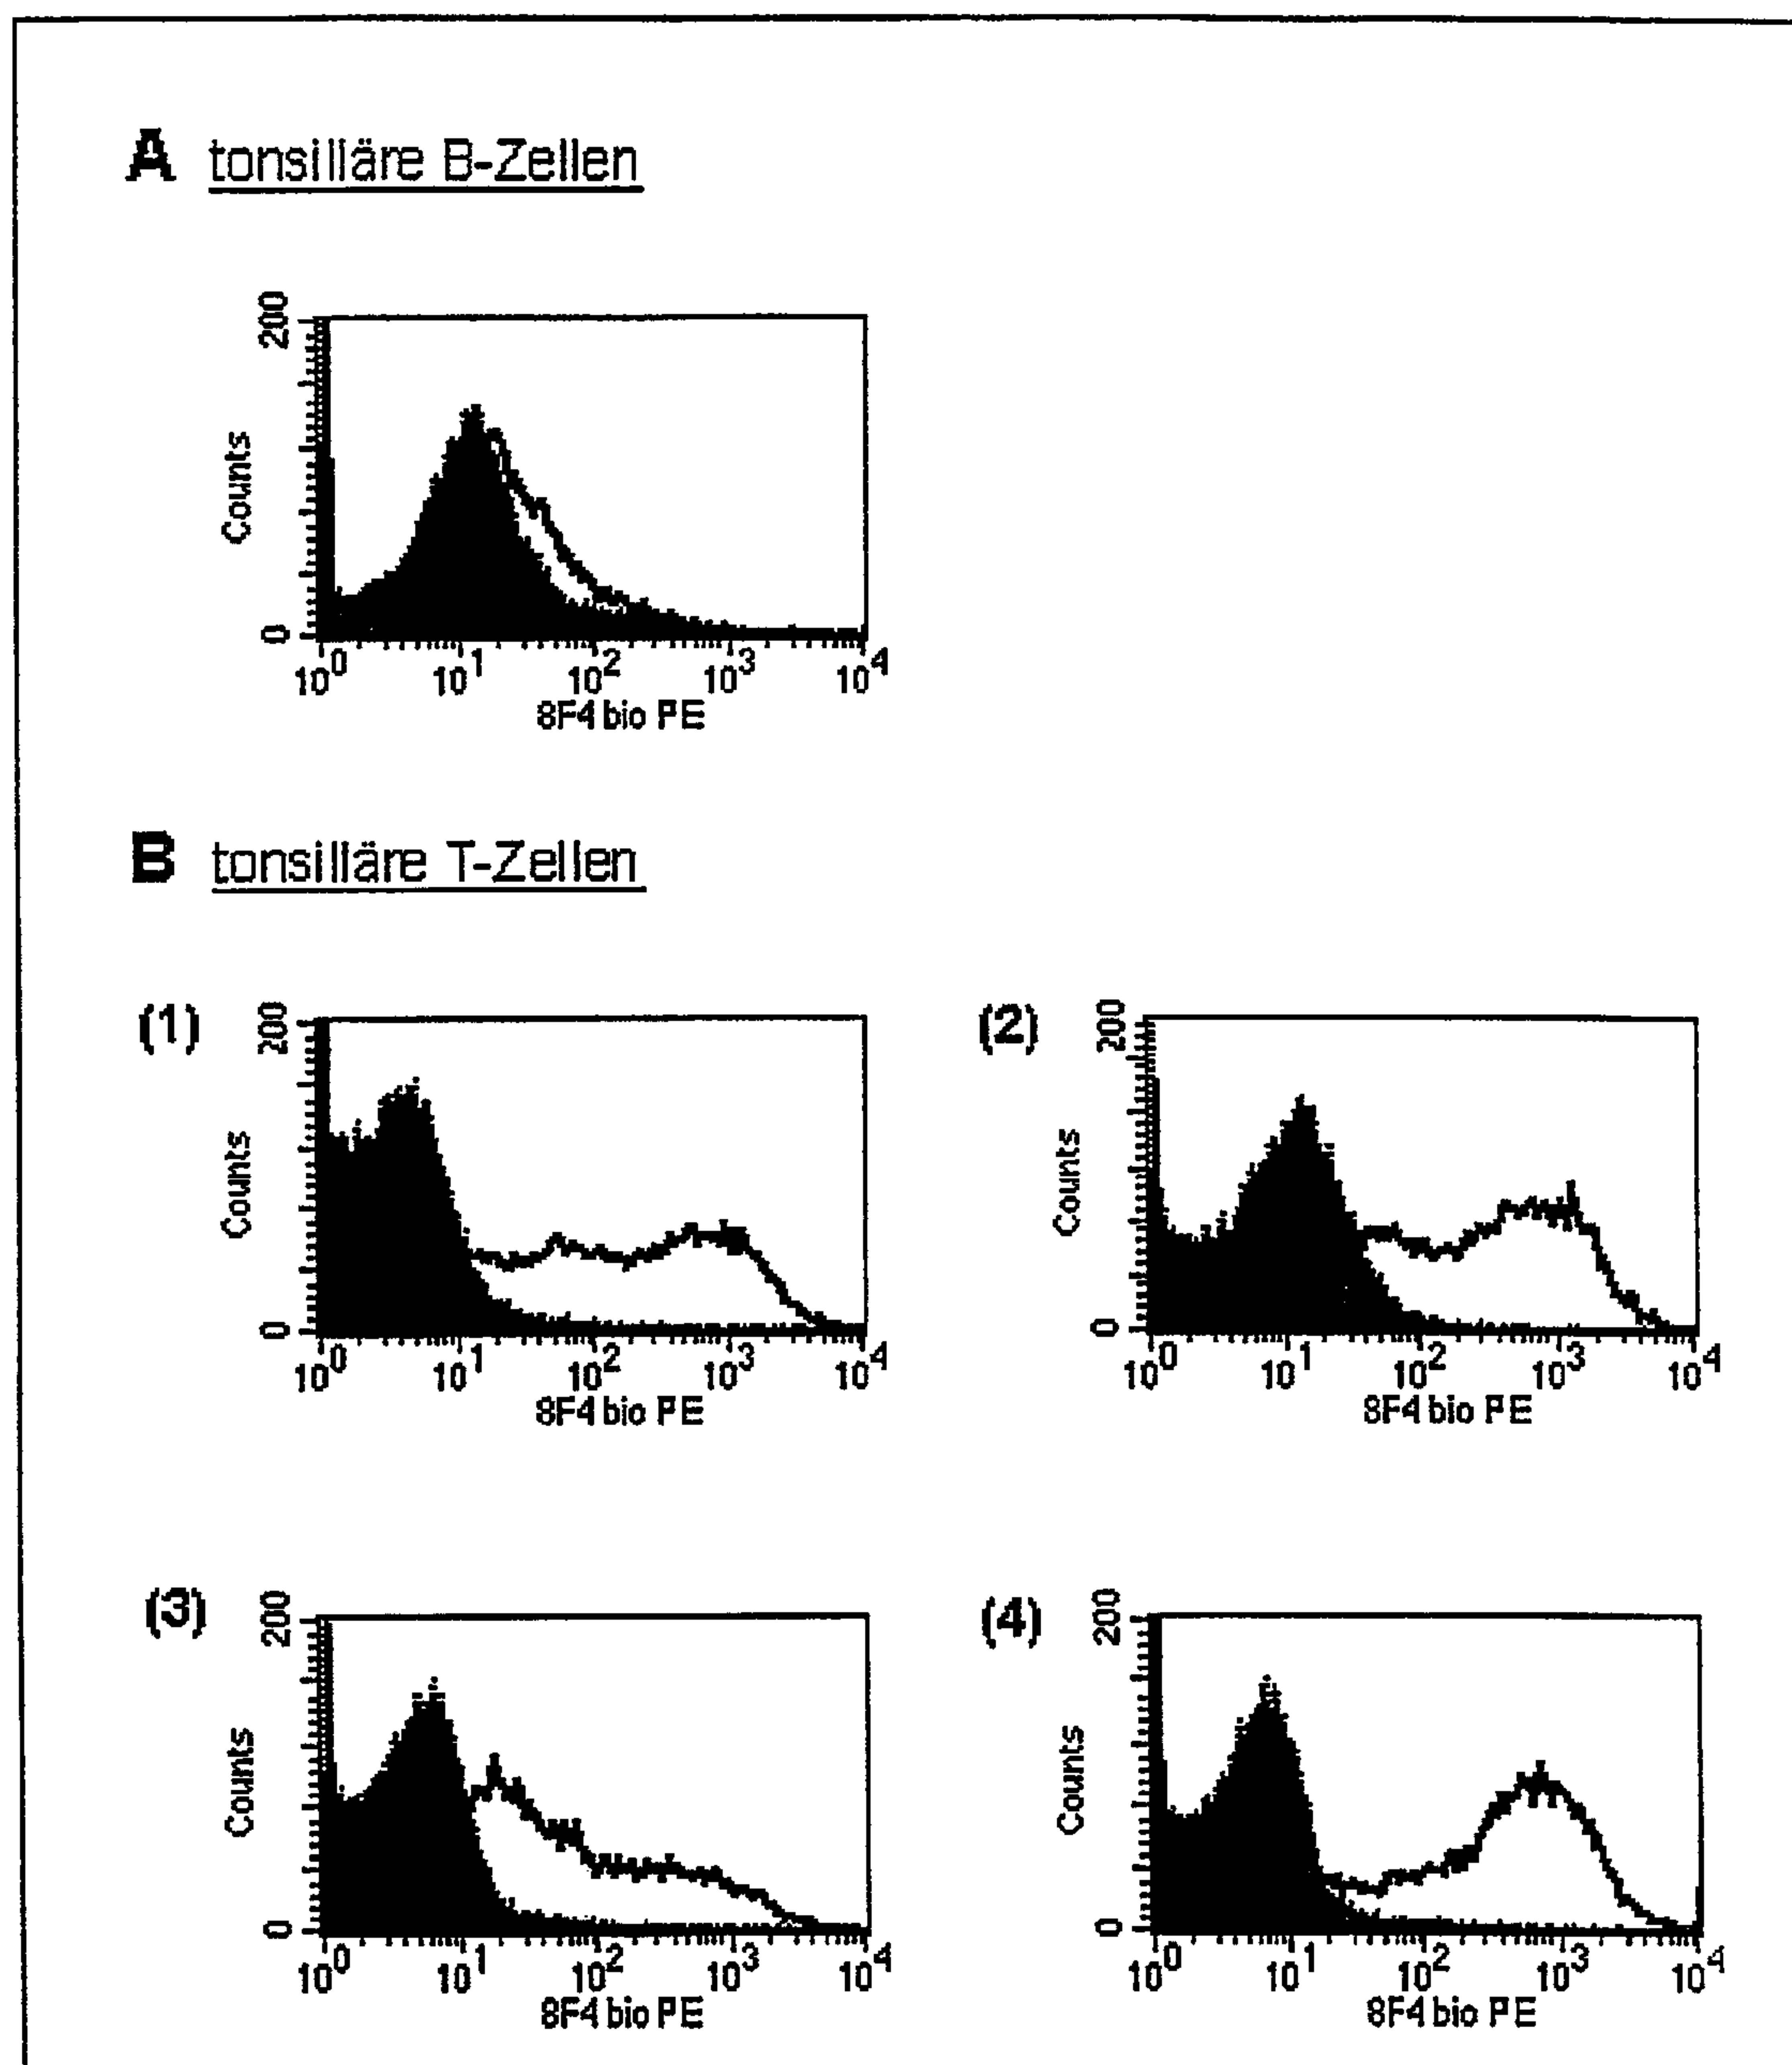 A tonsilläre B-Zellen
200
Counts
0
10^0 10^1 10^2 10^3 10^4
8F4 bio PE
B tonsilläre T-Zellen
(1)
200
Counts
0
10^0 10^1 10^2 10^3 10^4
8F4 bio PE
(2)
200
Counts
0
10^0 10^1 10^2 10^3 10^4
8F4 bio PE
(3)
200
Counts
0
10^0 10^1 10^2 10^3 10^4
8F4 bio PE
(4)
200
Counts
0
10^0 10^1 10^2 10^3 10^4
8F4 bio PE